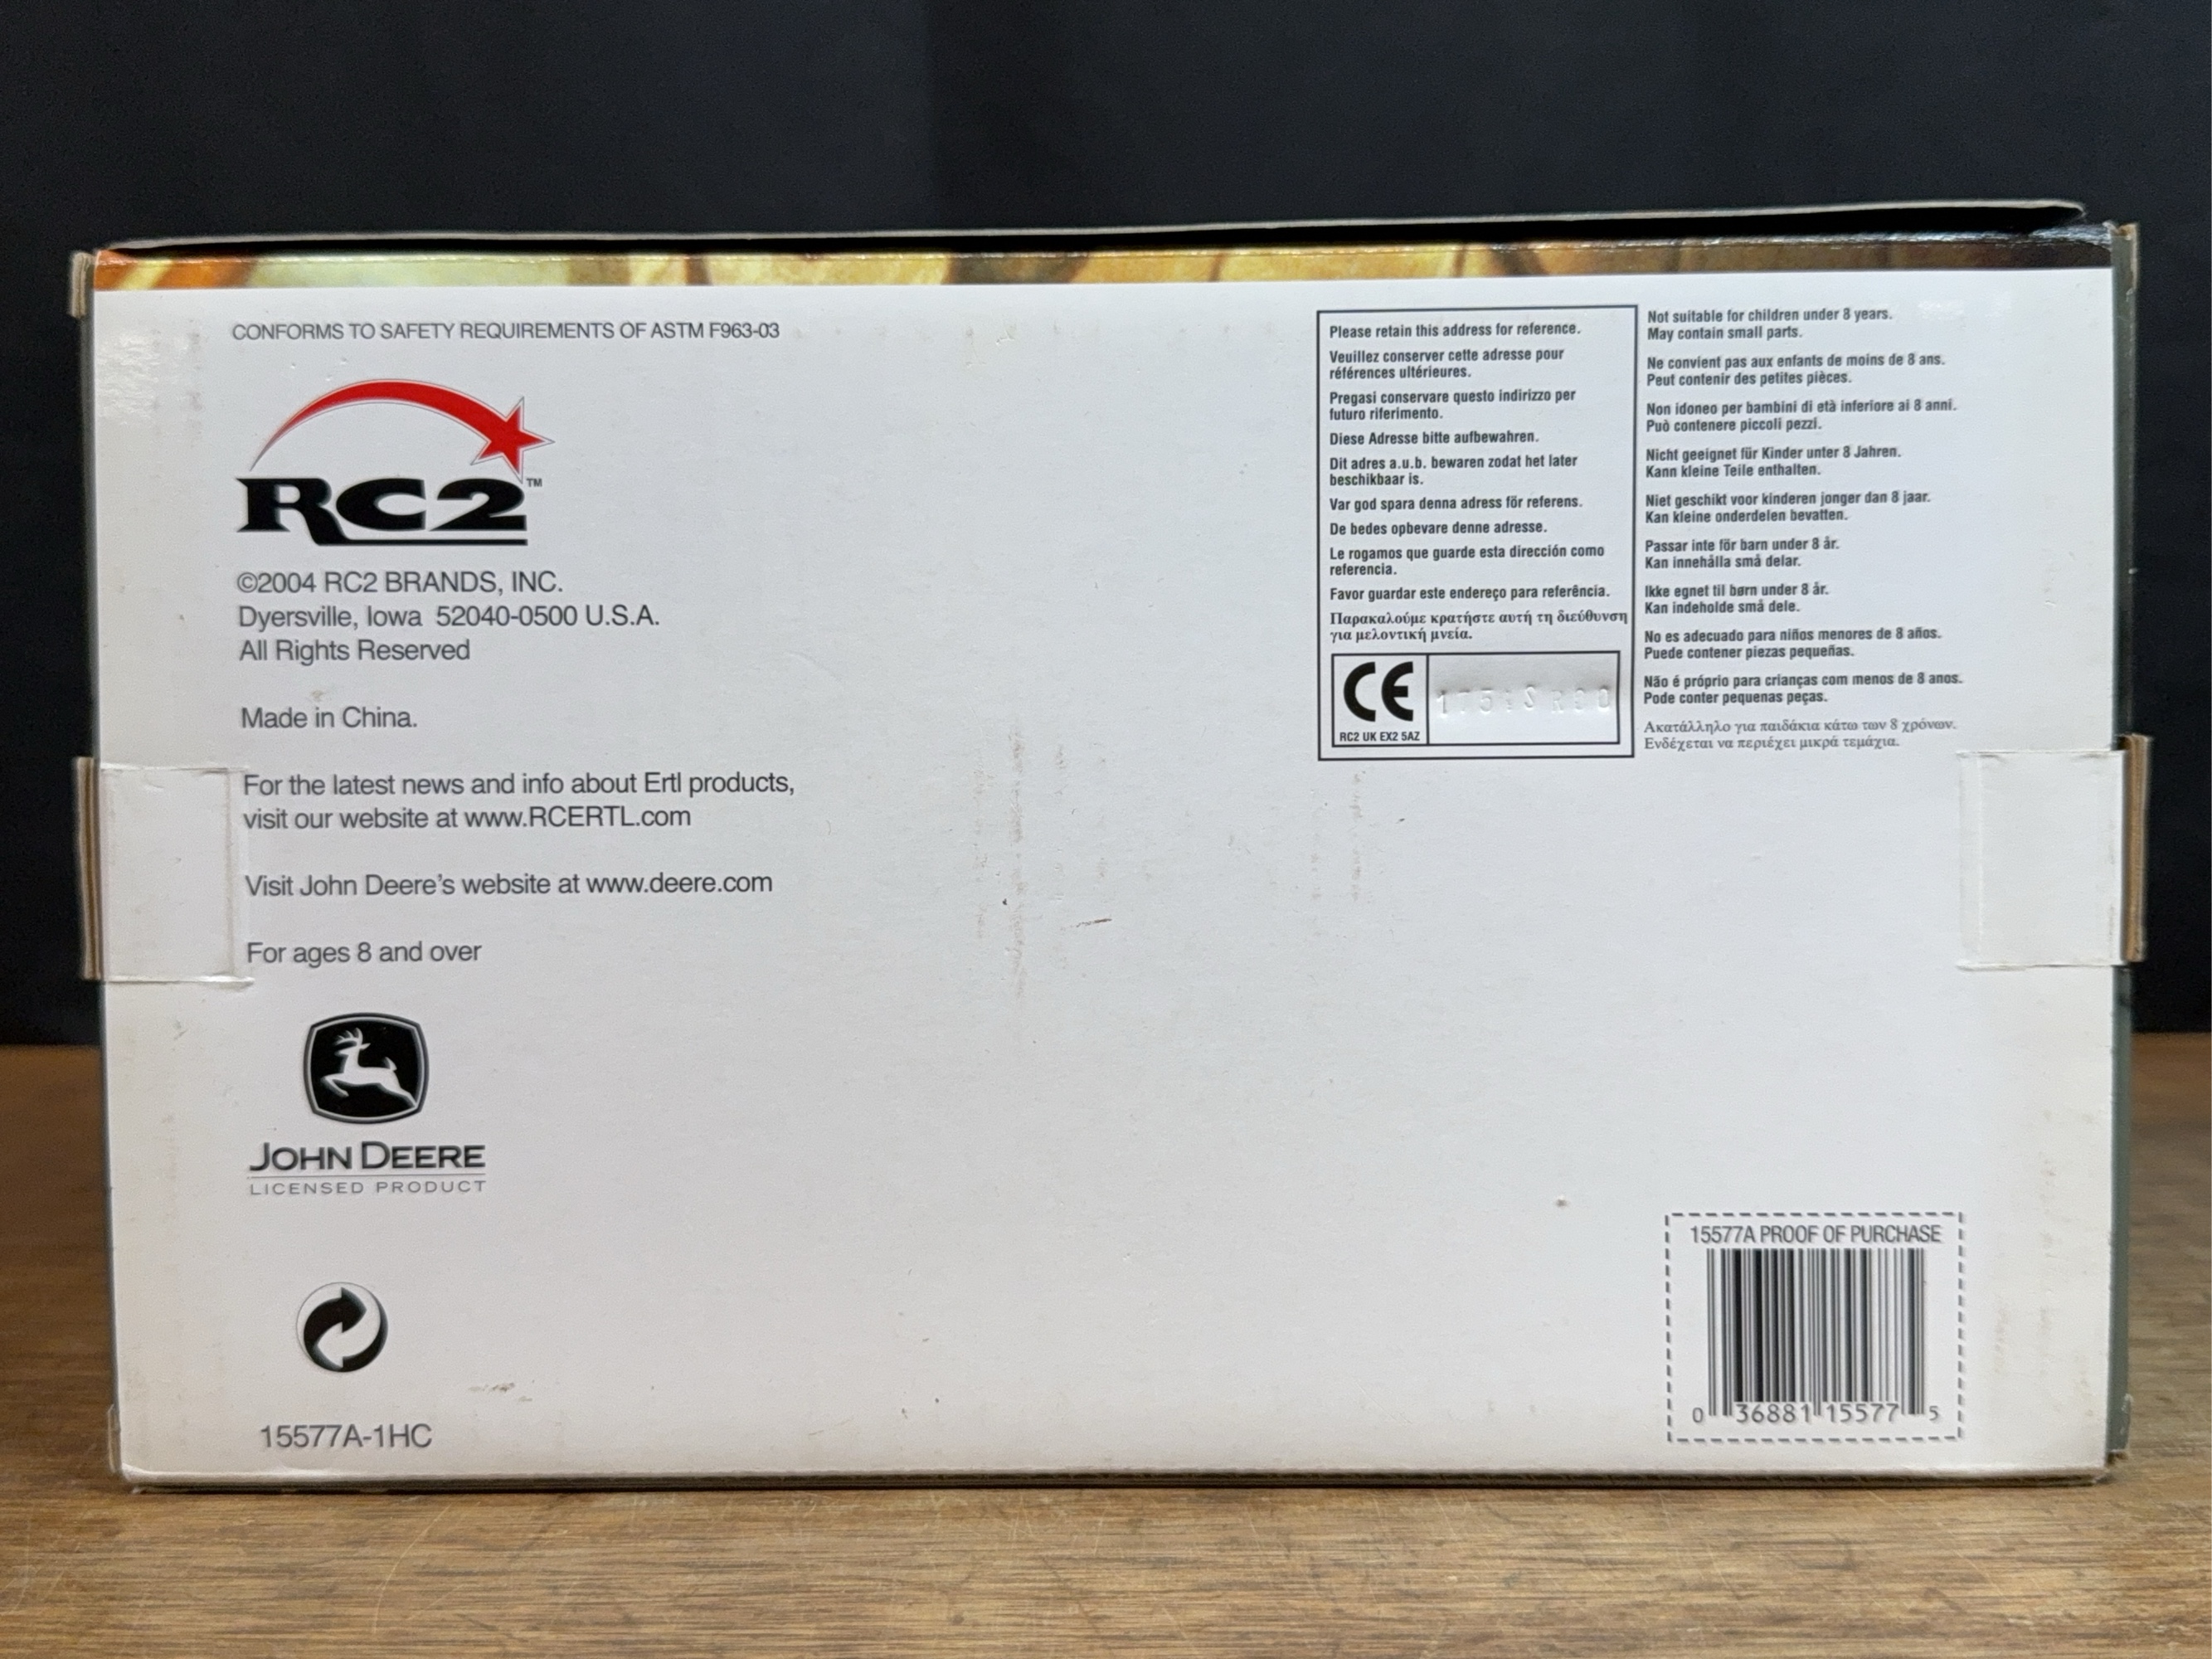 CONFORMS TO SAFETY REQUIREMENTS OF ASTM F963-03
RC2™
©2004 RC2 BRANDS, INC.
Dyersville, Iowa 52040-0500 U.S.A.
All Rights Reserved
Made in China.
For the latest news and info about Ertl products,
visit our website at www.RCERTL.com
Visit John Deere's website at www.deere.com
For ages 8 and over
JOHN DEERE
LICENSED PRODUCT
15577A-1HC
Please retain this address for reference.
Veuillez conserver cette adresse pour
références ultérieures.
Pregasi conservare questo indirizzo per
futuro riferimento.
Diese Adresse bitte aufbewahren.
Dit adres a.u.b. bewaren zodat het later
beschikbaar is.
Var god spara denna adress för referens.
De bedes opbevare denne adresse.
Le rogamos que guarde esta dirección como
referencia.
Favor guardar este endereço para referência.
Παρακαλούμε κρατήστε αυτή τη διεύθυνση
για μελοντική μνεία.
CE
RC2 UK EX2 5AZ
Not suitable for children under 8 years.
May contain small parts.
Ne convient pas aux enfants de moins de 8 ans.
Peut contenir des petites pièces.
Non idoneo per bambini di età inferiore ai 8 anni.
Può contenere piccoli pezzi.
Nicht geeignet für Kinder unter 8 Jahren.
Kann kleine Teile enthalten.
Niet geschikt voor kinderen jonger dan 8 jaar.
Kan kleine onderdelen bevatten.
Passar inte för barn under 8 år.
Kan innehålla små delar.
Ikke egnet til børn under 8 år.
Kan indeholde små dele.
No es adecuado para niños menores de 8 años.
Puede contener piezas pequeñas.
Não é próprio para crianças com menos de 8 anos.
Pode conter pequenas peças.
Ακατάλληλο για παιδάκια κάτω των 8 χρόνων.
Ενδέχεται να περιέχει μικρά τεμάχια.
15577A PROOF OF PURCHASE
0 36881 15577 5